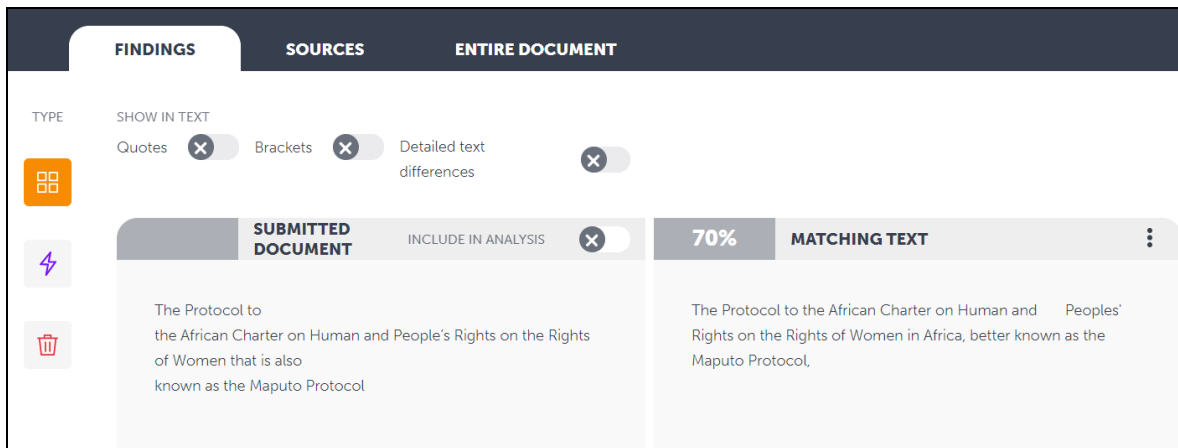 FINDINGS SOURCES ENTIRE DOCUMENT
TYPE SHOW IN TEXT
Quotes Brackets Detailed text
differences
SUBMITTED
DOCUMENT INCLUDE IN ANALYSIS
70% MATCHING TEXT
The Protocol to
the African Charter on Human and People’s Rights on the Rights
of Women that is also
known as the Maputo Protocol
The Protocol to the African Charter on Human and Peoples'
Rights on the Rights of Women in Africa, better known as the
Maputo Protocol,